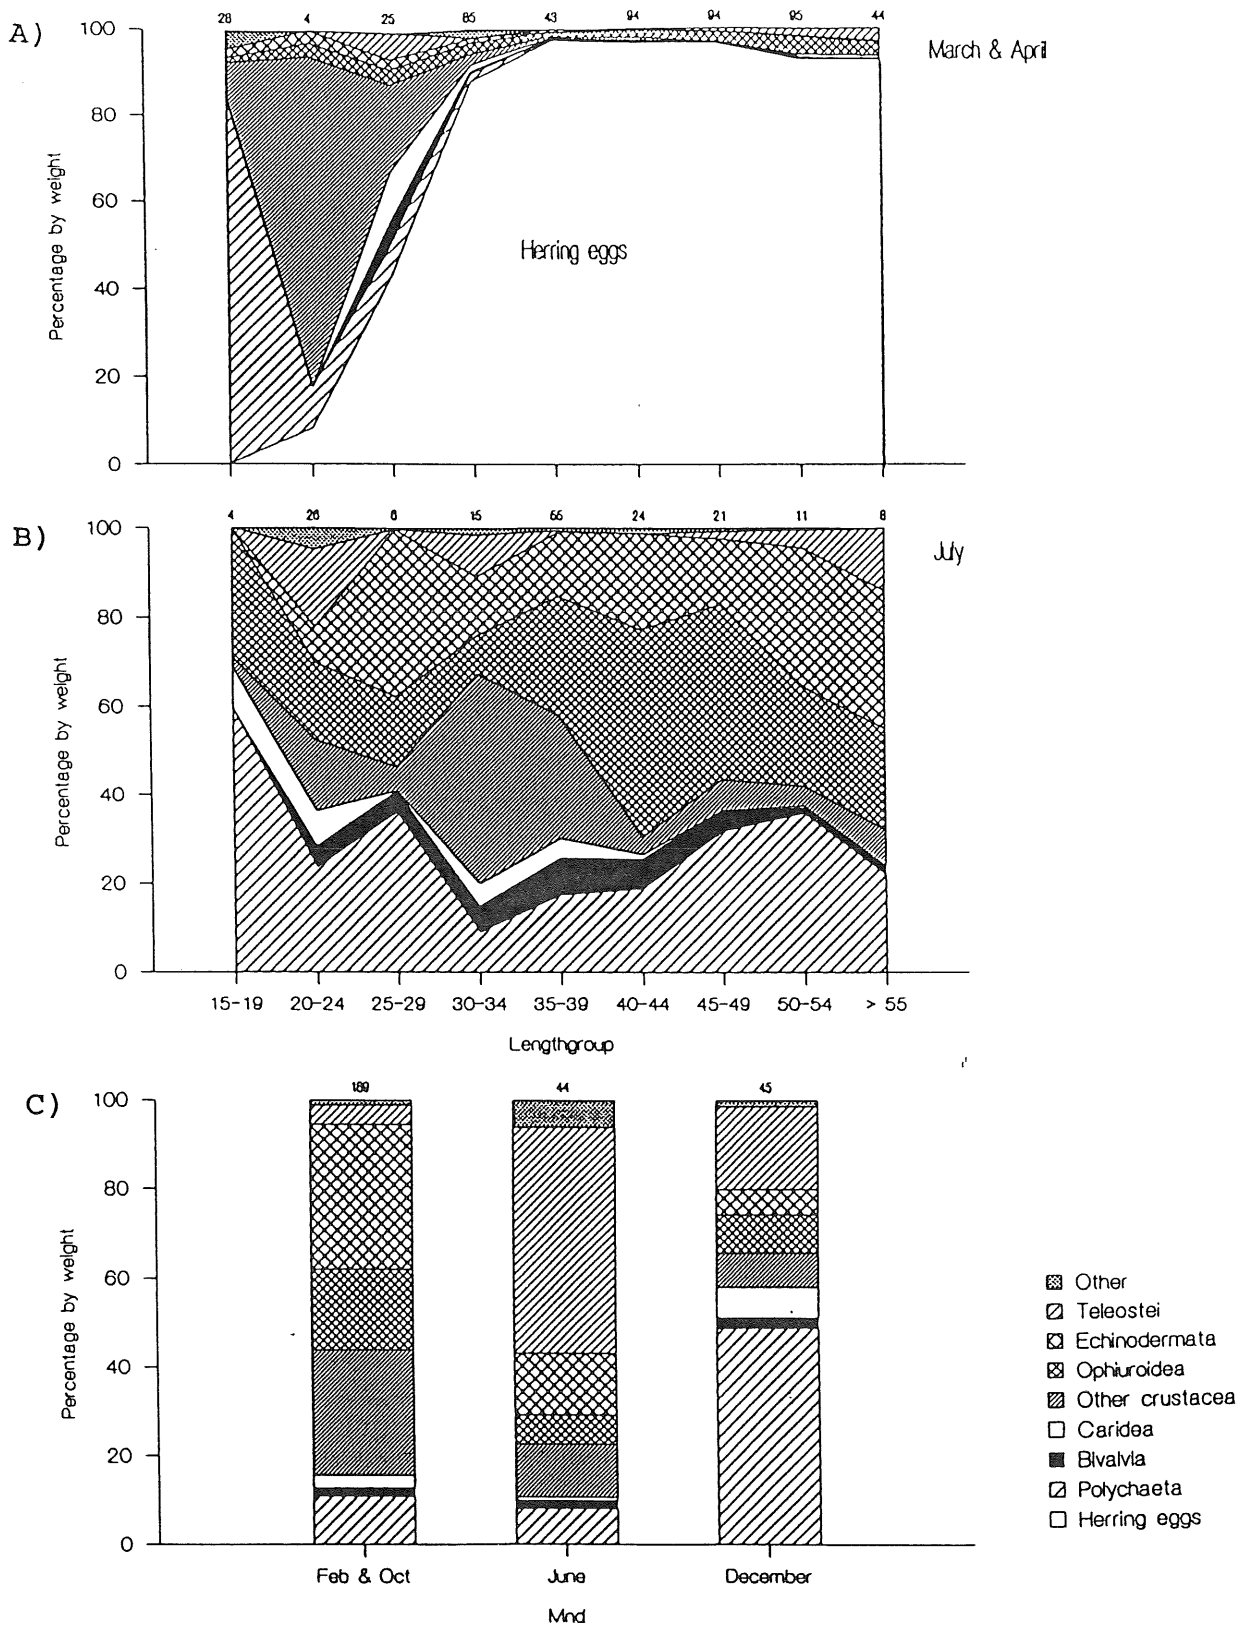 A)
28 4 25 85 43 94 94 95 44
100
80
60
40
20
0
Percentage by weight
March & April
Herring eggs
B)
4 26 6 15 65 24 21 11 8
100
80
60
40
20
0
Percentage by weight
July
15-19 20-24 25-29 30-34 35-39 40-44 45-49 50-54 > 55
Lengthgroup
C)
189 44 45
100
80
60
40
20
0
Percentage by weight
Feb & Oct June December
Mnd
Other
Teleostei
Echinodermata
Ophiuroidea
Other crustacea
Caridea
Bivalvia
Polychaeta
Herring eggs